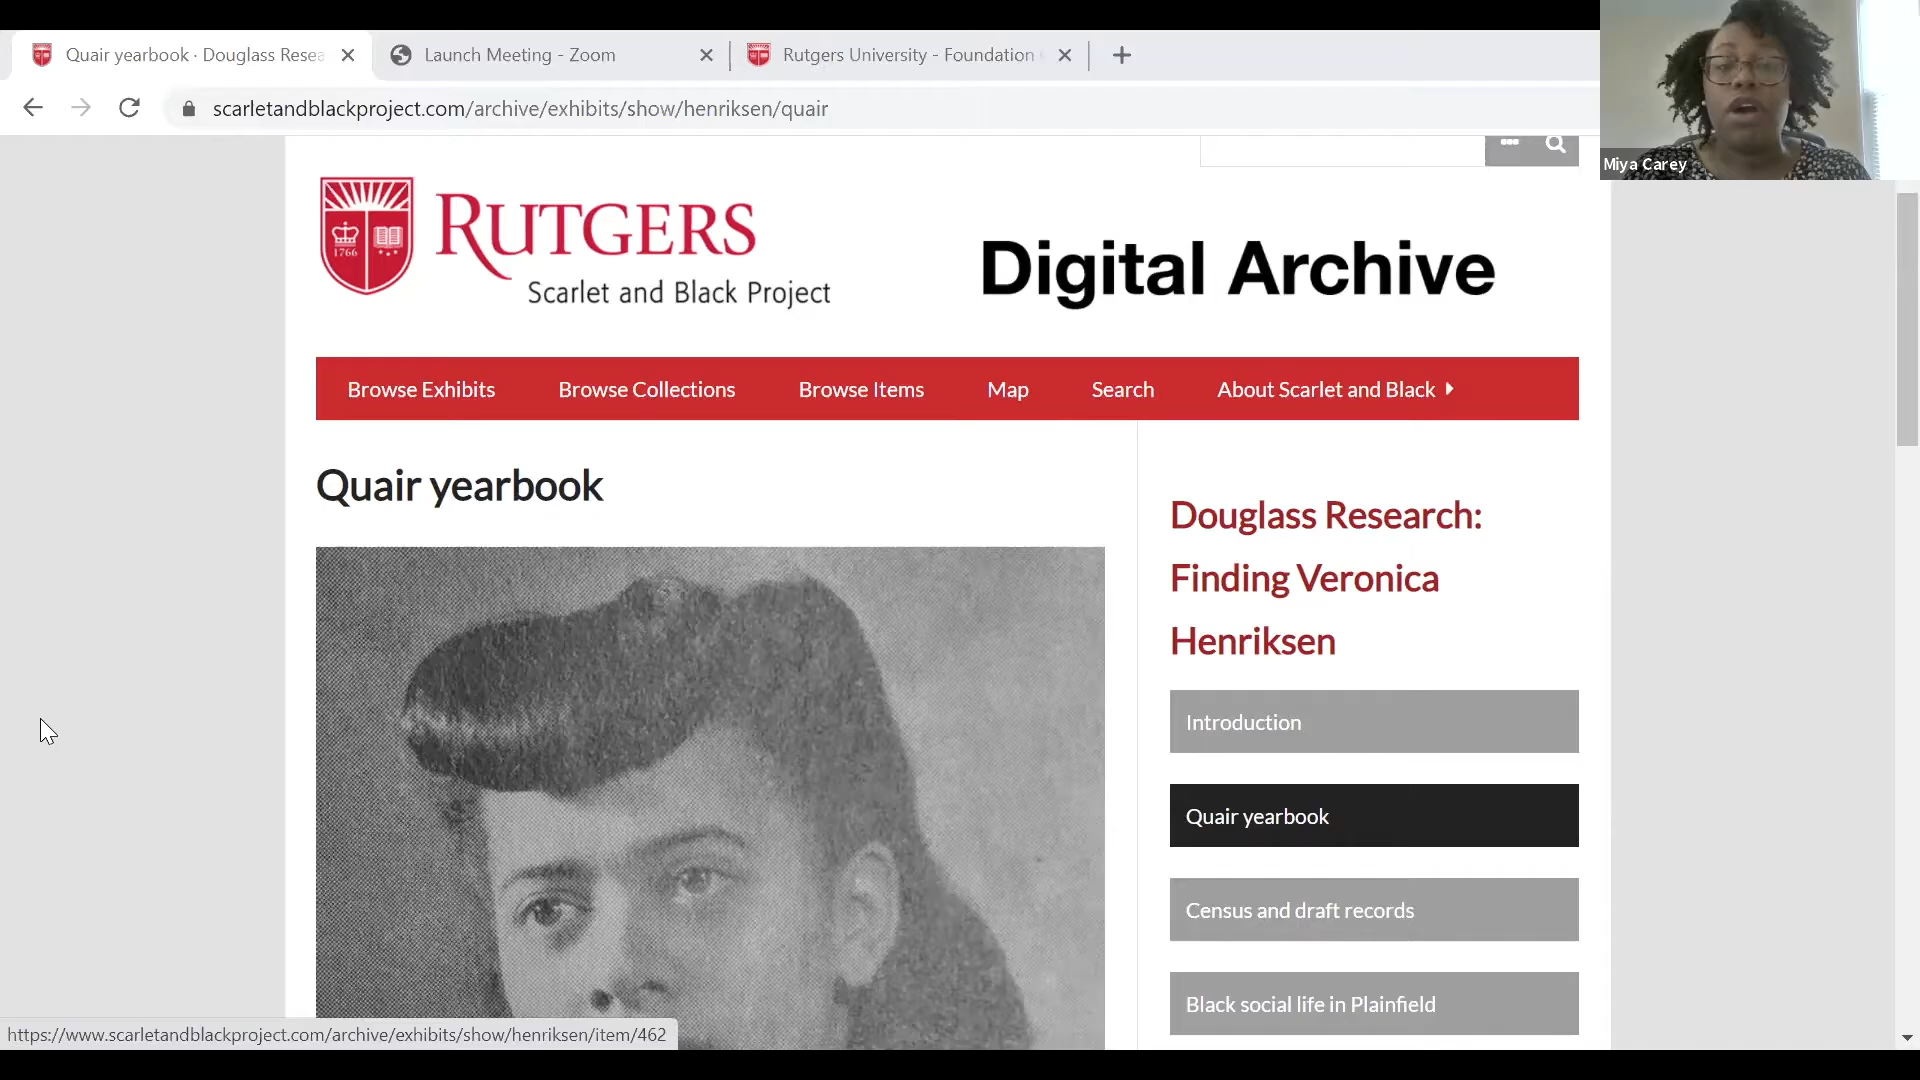 Quair yearbook · Douglass Resea
Launch Meeting - Zoom
Rutgers University - Foundation
scarletandblackproject.com/archive/exhibits/show/henriksen/quair
Miya Carey
1766
RUTGERS
Scarlet and Black Project
Digital Archive
Browse Exhibits
Browse Collections
Browse Items
Map
Search
About Scarlet and Black
Quair yearbook
Douglass Research:
Finding Veronica
Henriksen
Introduction
Quair yearbook
Census and draft records
Black social life in Plainfield
https://www.scarletandblackproject.com/archive/exhibits/show/henriksen/item/462